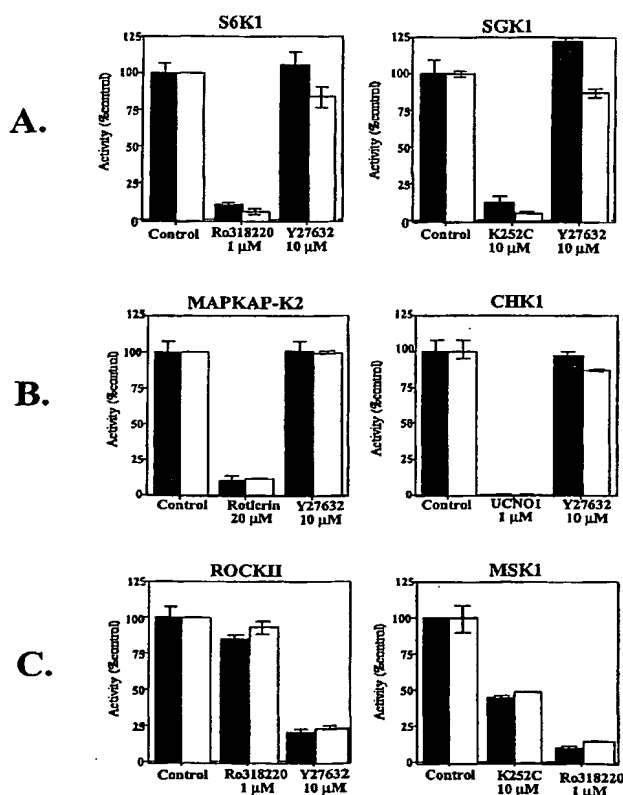 S6K1
SGK1
A.
Activity (%control)
125
100
75
50
25
0
Control
Ro318220
1 µM
Y27632
10 µM
Activity (%control)
125
100
75
50
25
0
Control
K252C
10 µM
Y27632
10 µM
MAPKAP-K2
CHK1
B.
Activity (%control)
125
100
75
50
25
0
Control
Rotlcrin
20 µM
Y27632
10 µM
Activity (%control)
125
100
75
50
25
0
Control
UCNO1
1 µM
Y27632
10 µM
ROCKII
MSK1
C.
Activity (%control)
125
100
75
50
25
0
Control
Ro318220
1 µM
Y27632
10 µM
Activity (%control)
125
100
75
50
25
0
Control
K252C
10 µM
Ro318220
1 µM